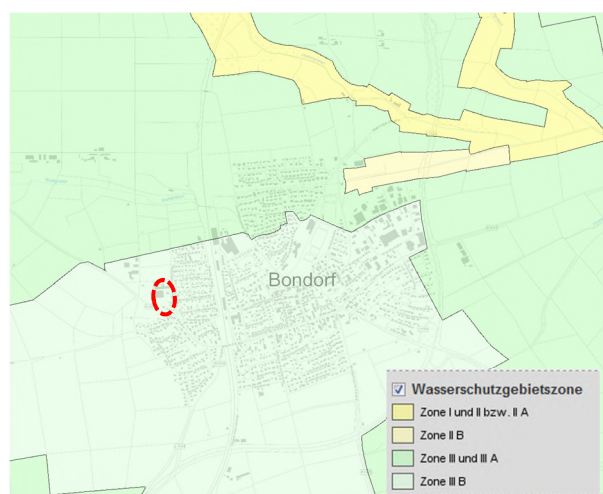 Bondorf
Wasserschutzgebietszone
Zone I und II bzw. II A
Zone II B
Zone III und III A
Zone III B